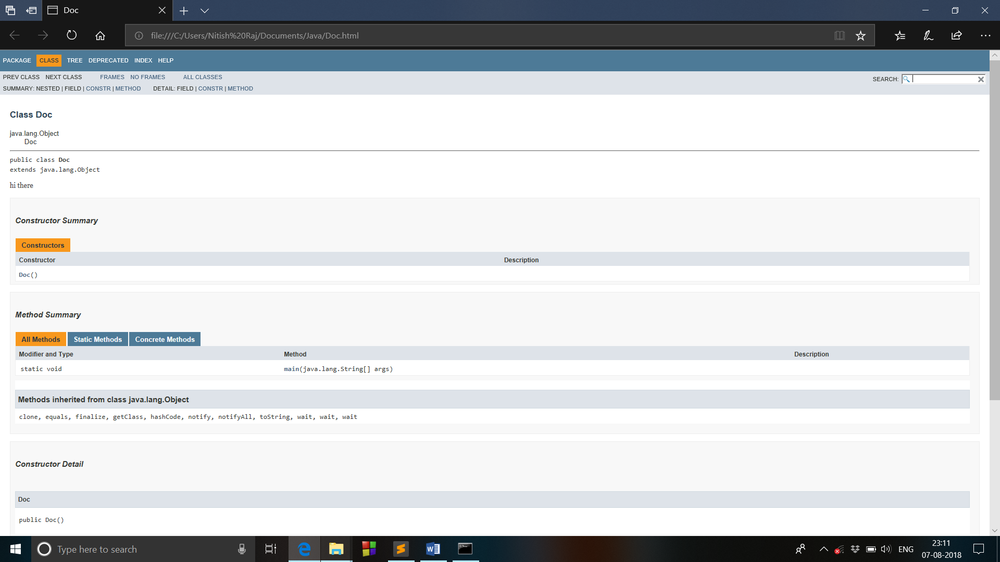 Doc
file:///C:/Users/Nitish%20Raj/Documents/Java/Doc.html
PACKAGE CLASS TREE DEPRECATED INDEX HELP
PREV CLASS NEXT CLASS FRAMES NO FRAMES ALL CLASSES
SEARCH:
SUMMARY: NESTED | FIELD | CONSTR | METHOD DETAIL: FIELD | CONSTR | METHOD
Class Doc
java.lang.Object
Doc
public class Doc
extends java.lang.Object
hi there
Constructor Summary
Constructors
Constructor Description
Doc()
Method Summary
All Methods Static Methods Concrete Methods
Modifier and Type Method Description
static void main(java.lang.String[] args)
Methods inherited from class java.lang.Object
clone, equals, finalize, getClass, hashCode, notify, notifyAll, toString, wait, wait, wait
Constructor Detail
Doc
public Doc()
Type here to search
ENG
23:11
07-08-2018